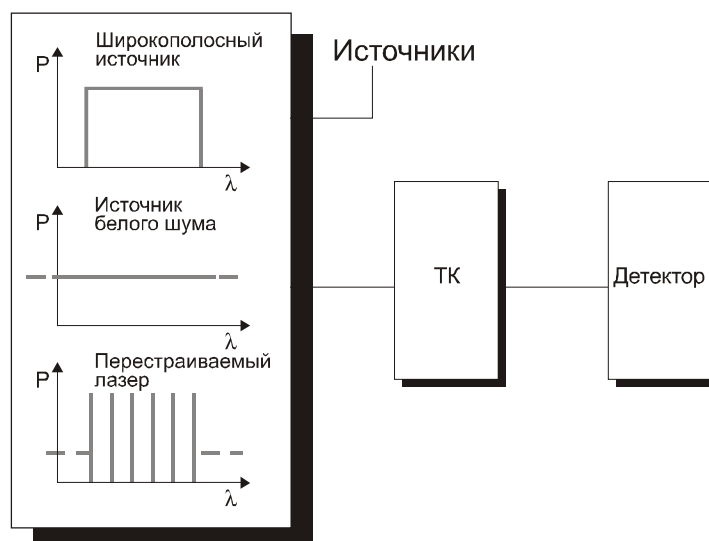 Широкополосный
источник
P
λ
Источники
Источник
белого шума
P
λ
ТК
Детектор
Перестраиваемый
лазер
P
λ